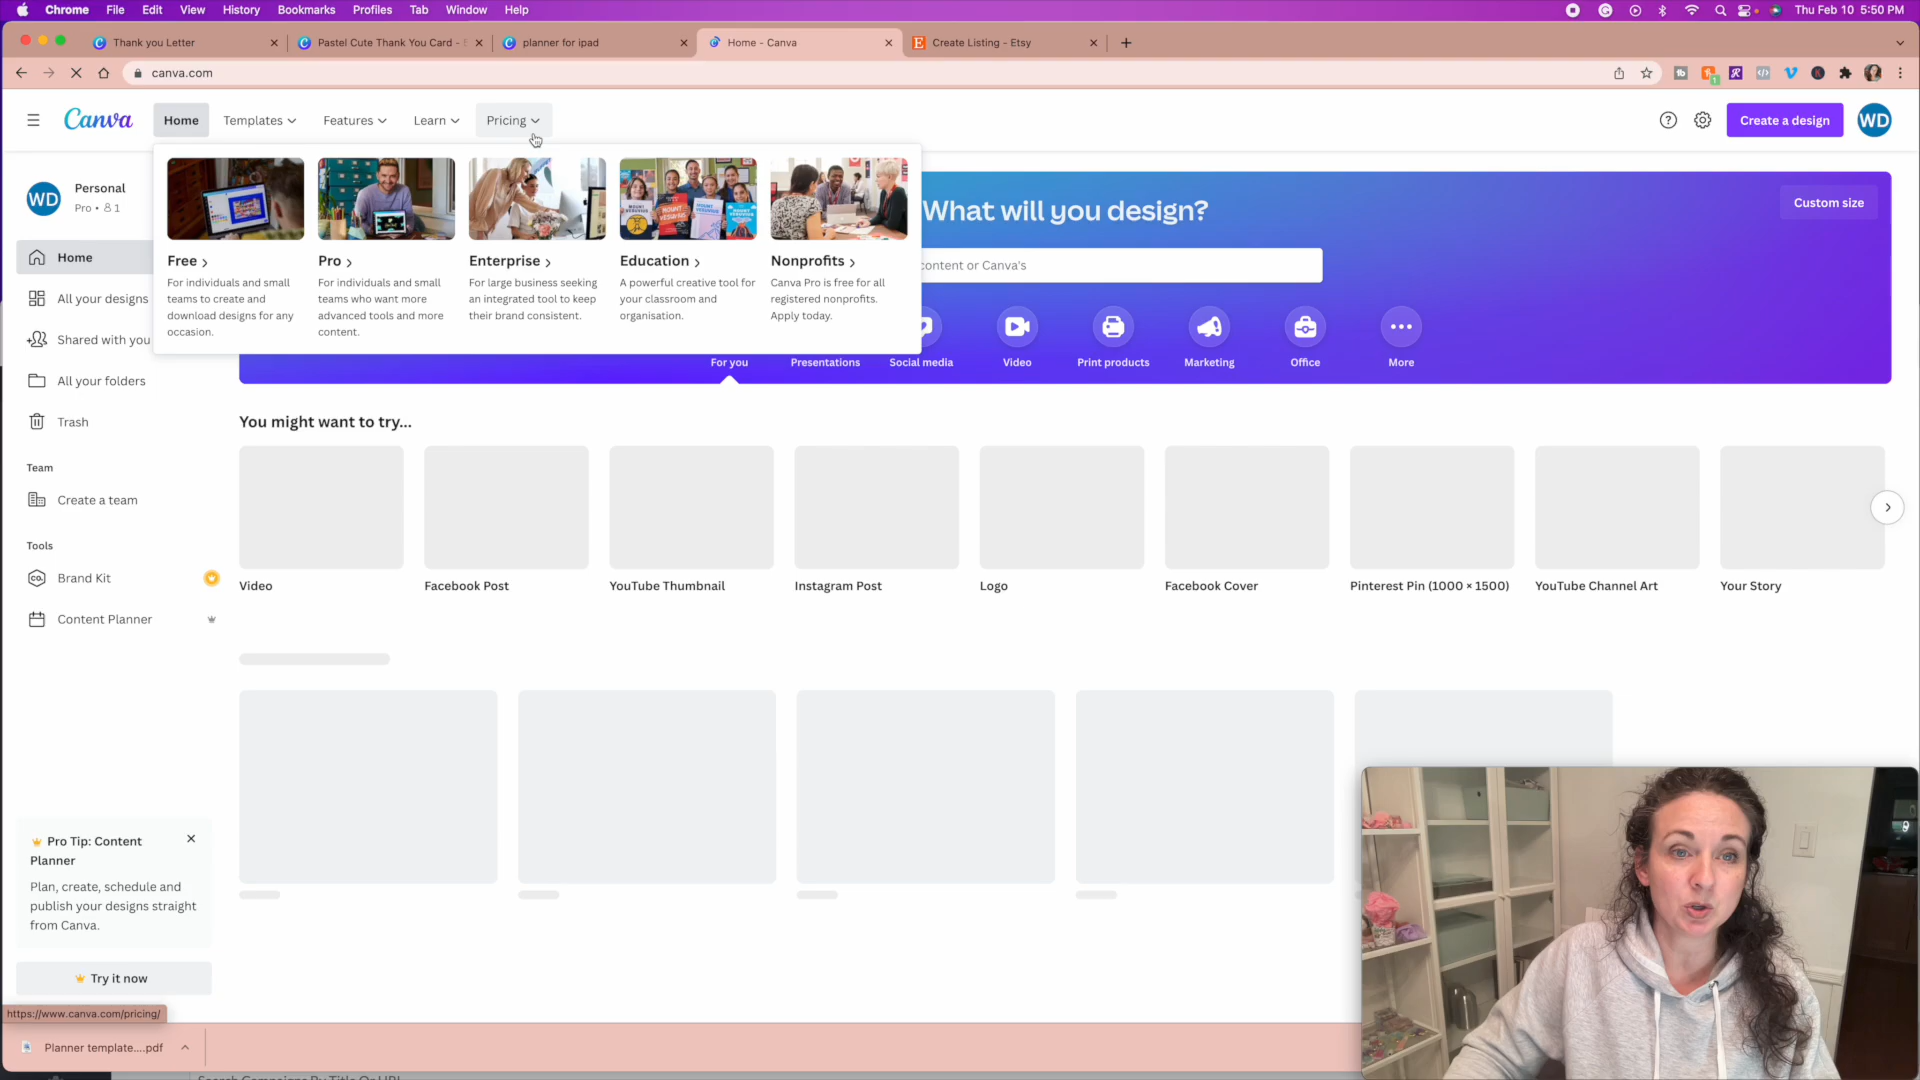 Chrome File Edit View History Bookmarks Profiles Tab Window Help Thu Feb 10 5:50 PM
Thank you Letter Pastel Cute Thank You Card - planner for ipad Home - Canva Create Listing - Etsy
canva.com
Canva Home Templates Features Learn Pricing Create a design WD
WD Personal
Pro • 1
Home
All your designs
Shared with you
All your folders
Trash
Team
Create a team
Tools
CO.
Brand Kit
Content Planner
Free
For individuals and small
teams to create and
download designs for any
occasion.
Pro
For individuals and small
teams who want more
advanced tools and more
content.
Enterprise
For large business seeking
an integrated tool to keep
their brand consistent.
Education
A powerful creative tool for
your classroom and
organisation.
Nonprofits
Canva Pro is free for all
registered nonprofits.
Apply today.
What will you design?
Custom size
content or Canva's
For you Presentations Social media Video Print products Marketing Office More
You might want to try...
Video Facebook Post YouTube Thumbnail Instagram Post Logo Facebook Cover Pinterest Pin (1000 × 1500) YouTube Channel Art Your Story
Pro Tip: Content
Planner
Plan, create, schedule and
publish your designs straight
from Canva.
Try it now
https://www.canva.com/pricing/
Planner template....pdf